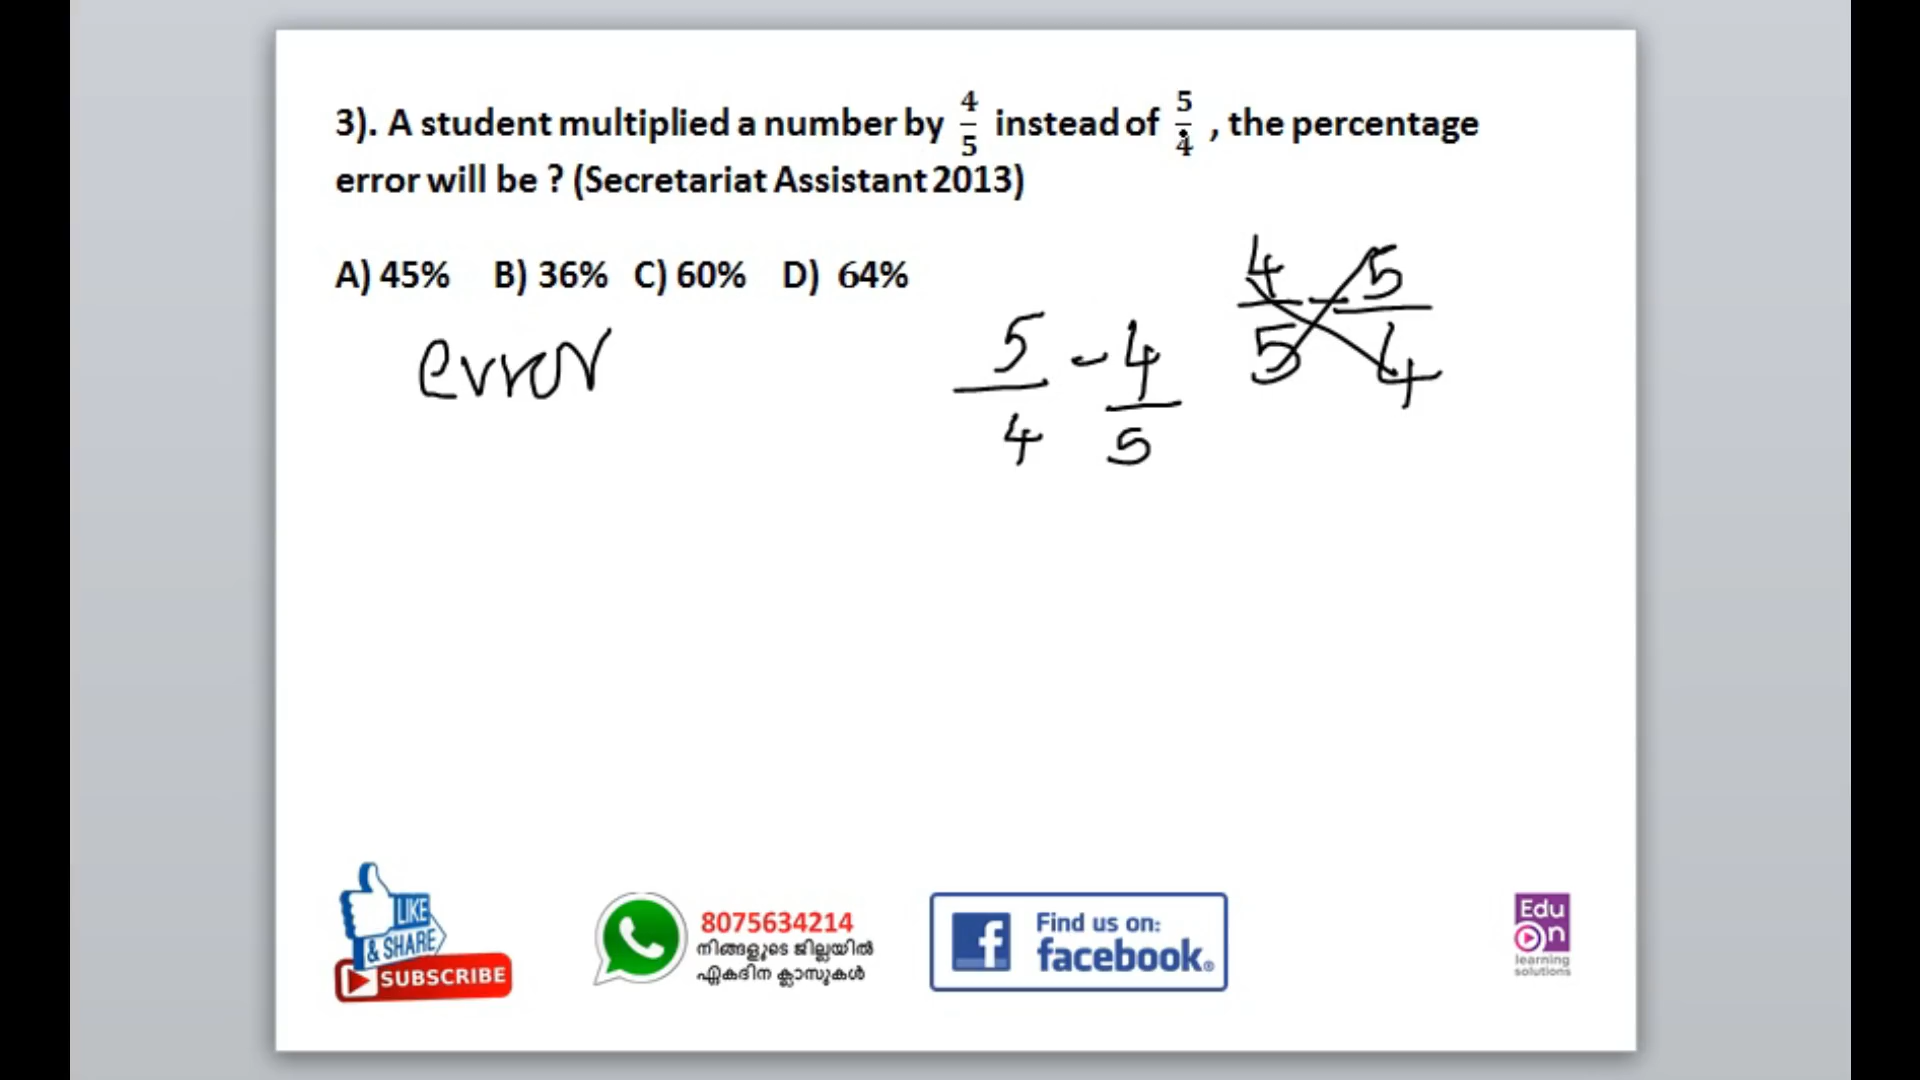 3). A student multiplied a number by 4/5 instead of 5/4 , the percentage
error will be ? (Secretariat Assistant 2013)
A) 45% B) 36% C) 60% D) 64%
error
5/4 - 4/5
4/5 - 5/4
LIKE
& SHARE
SUBSCRIBE
8075634214
നിങ്ങളുടെ ജില്ലയിൽ
ഏകദിന ക്ലാസുകൾ
Find us on:
facebook®
Edu
On
learning
solutions